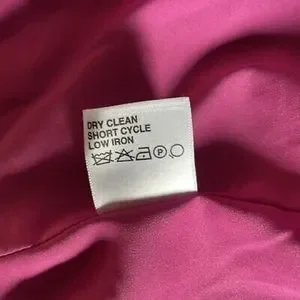 DRY CLEAN
SHORT CYCLE
LOW IRON
P